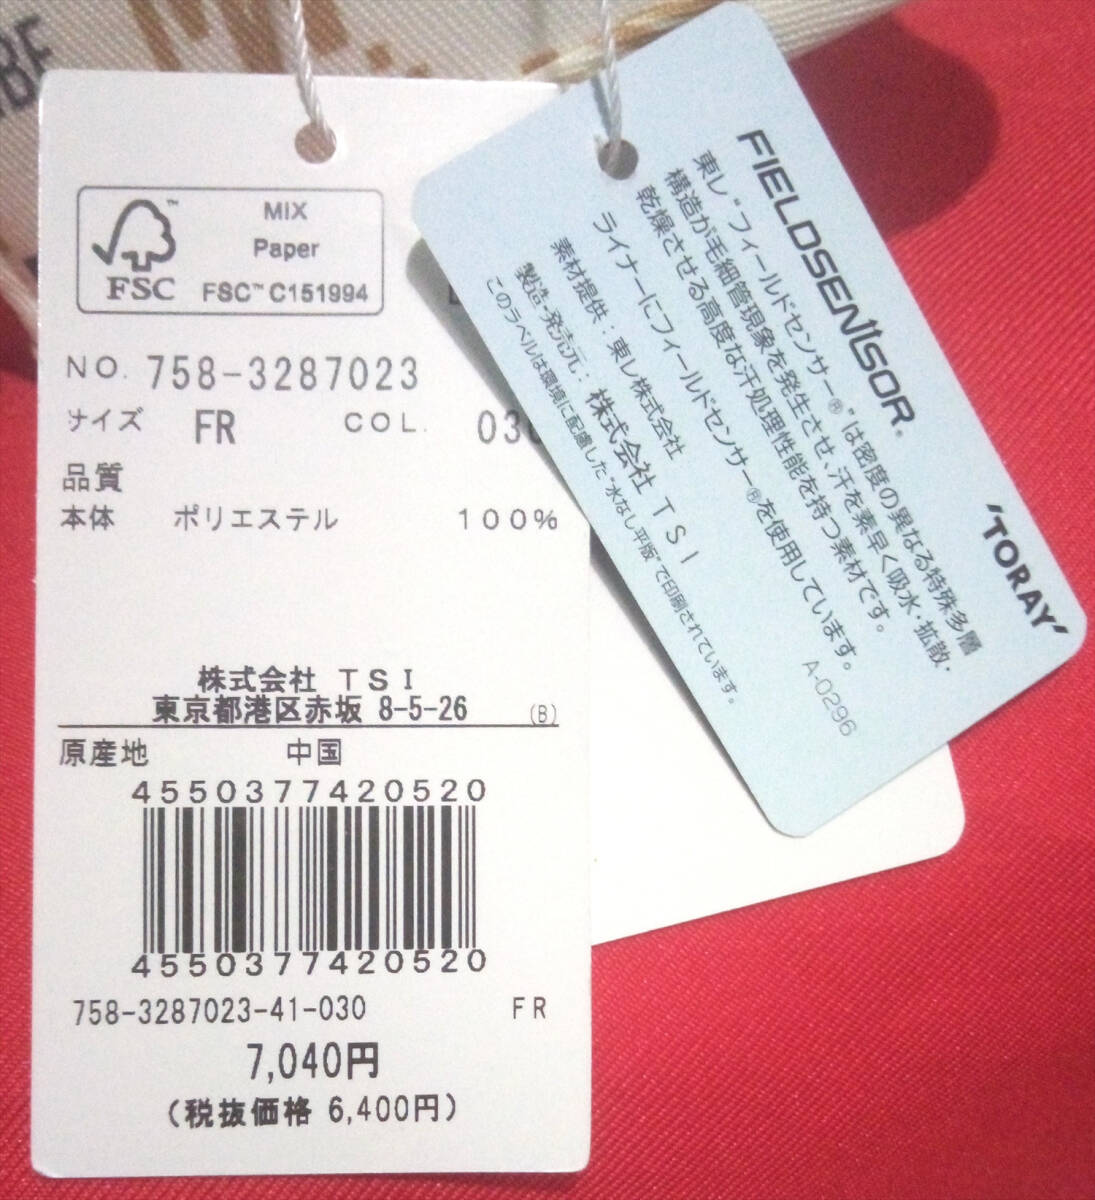 MIX
Paper
FSC
FSC™ C151994
NO. 758-3287023
サイズ FR COL.
品質
本体 ポリエステル 100%
株式会社 TSI
東京都港区赤坂 8-5-26 (B)
原産地 中国
4550377420520
4550377420520
758-3287023-41-030 FR
7,040円
(税抜価格 6,400円)
FIELDSENSOR®
東レ“フィールドセンサー®”は密度の異なる特殊多層
構造が毛細管現象を発生させ、汗を素早く吸水・拡散・
乾燥させる高度な汗処理性能を持つ素材です。
ライナーにフィールドセンサー®を使用しています。
素材提供：東レ株式会社
製造・発売元：株式会社 TSI
このラベルは環境に配慮した“水なし平版”で印刷されています。
A-0296
'TORAY'